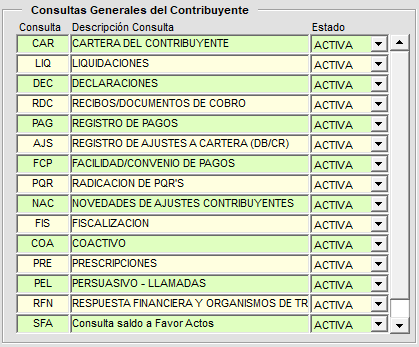 Consultas Generales del Contribuyente
Consulta Descripción Consulta Estado
CAR CARTERA DEL CONTRIBUYENTE ACTIVA
LIQ LIQUIDACIONES ACTIVA
DEC DECLARACIONES ACTIVA
RDC RECIBOS/DOCUMENTOS DE COBRO ACTIVA
PAG REGISTRO DE PAGOS ACTIVA
AJS REGISTRO DE AJUSTES A CARTERA (DB/CR) ACTIVA
FCP FACILIDAD/CONVENIO DE PAGOS ACTIVA
PQR RADICACION DE PQR'S ACTIVA
NAC NOVEDADES DE AJUSTES CONTRIBUYENTES ACTIVA
FIS FISCALIZACION ACTIVA
COA COACTIVO ACTIVA
PRE PRESCRIPCIONES ACTIVA
PEL PERSUASIVO - LLAMADAS ACTIVA
RFN RESPUESTA FINANCIERA Y ORGANISMOS DE TR ACTIVA
SFA Consulta saldo a Favor Actos ACTIVA